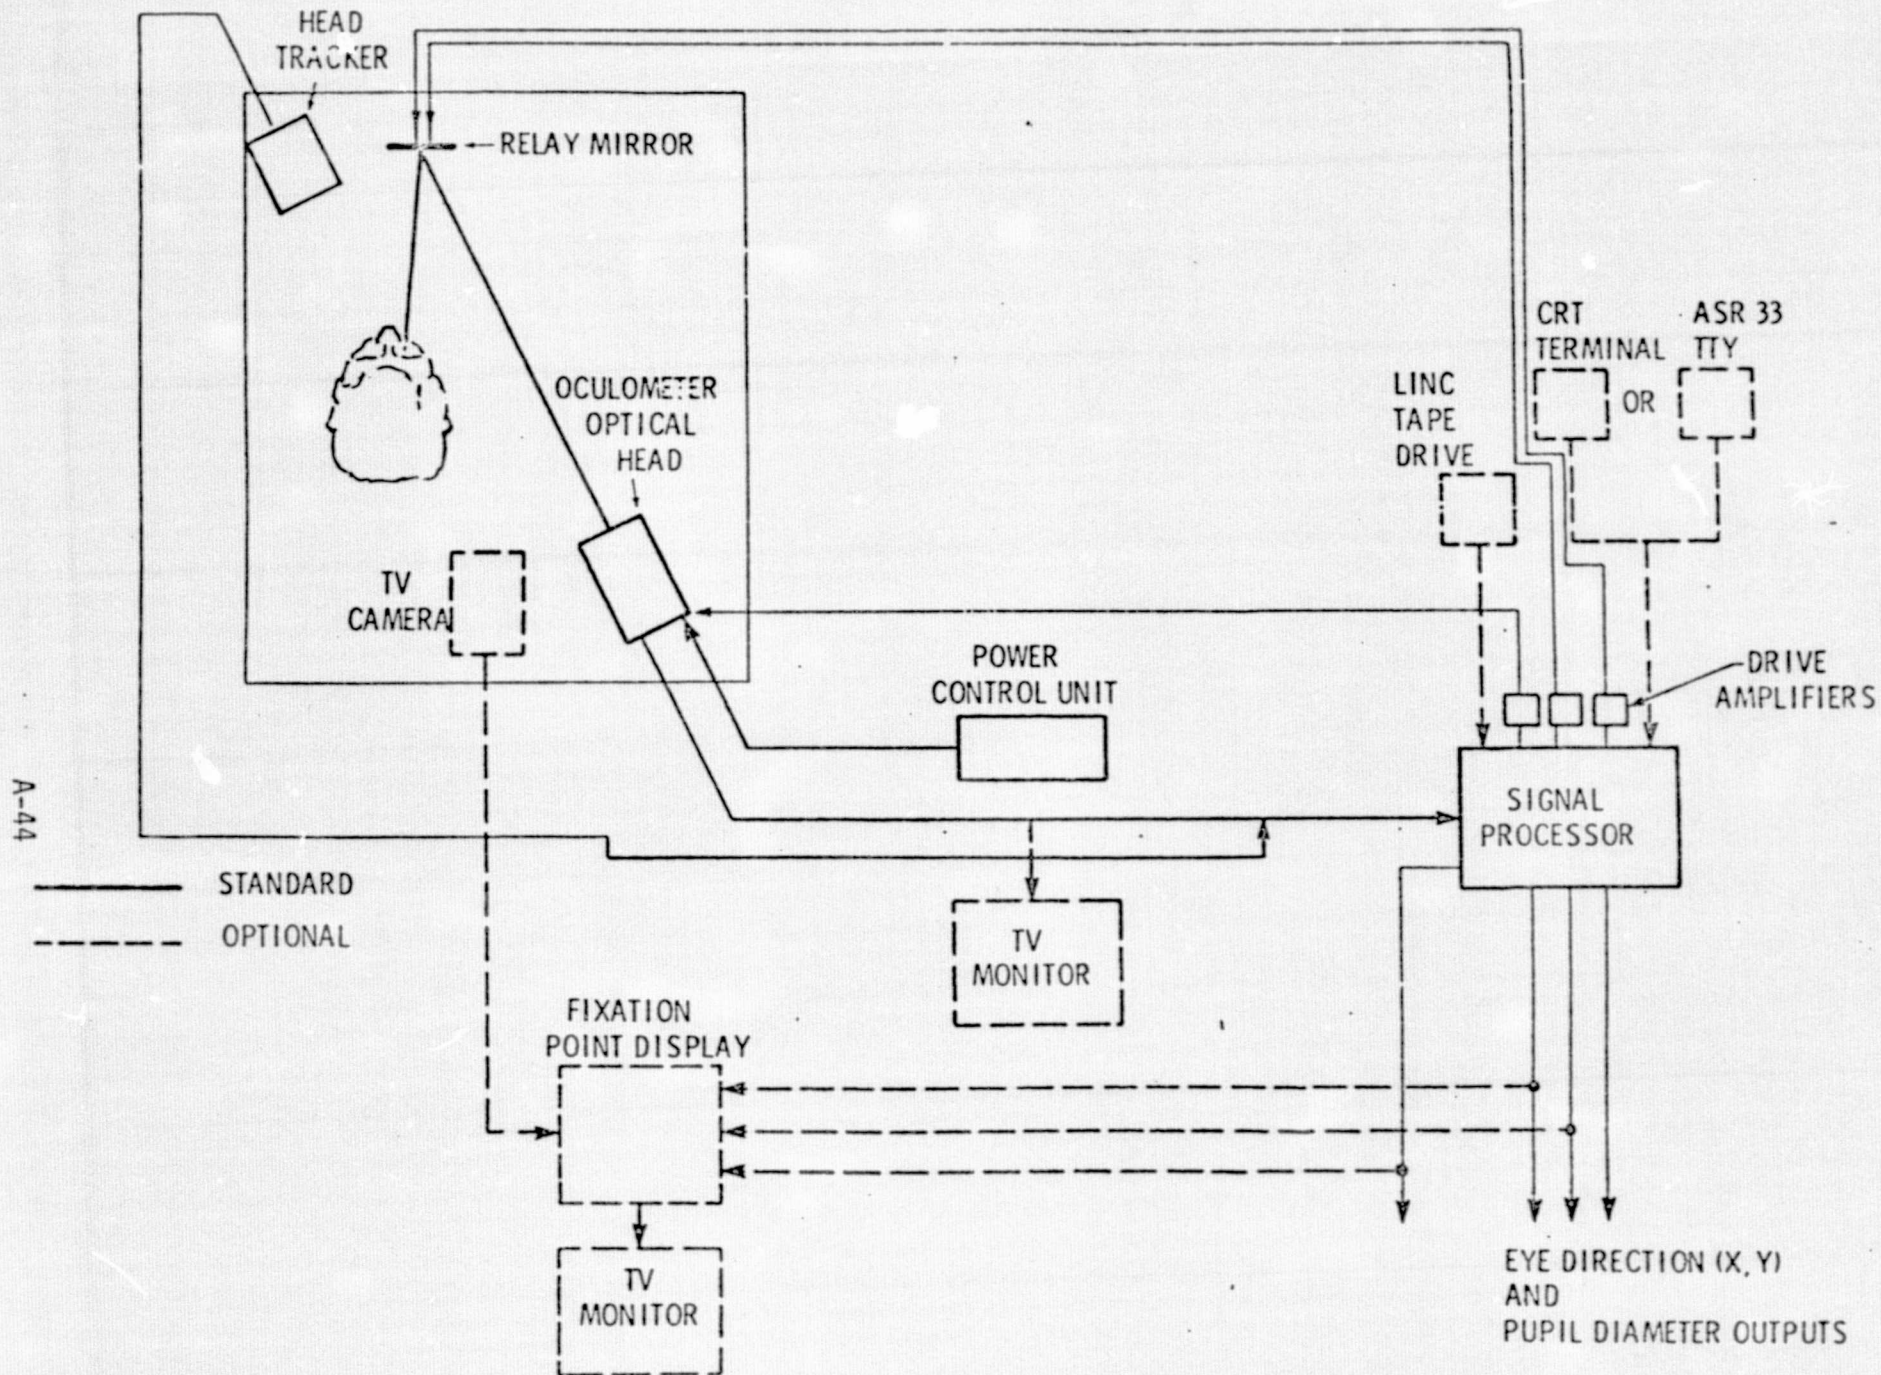 HEAD
TRACKER
RELAY MIRROR
CRT
TERMINAL
OR
ASR 33
TTY
LINC
TAPE
DRIVE
OCULOMETER
OPTICAL
HEAD
TV
CAMERA
POWER
CONTROL UNIT
DRIVE
AMPLIFIERS
SIGNAL
PROCESSOR
A-44
STANDARD
OPTIONAL
TV
MONITOR
FIXATION
POINT DISPLAY
TV
MONITOR
EYE DIRECTION (X, Y)
AND
PUPIL DIAMETER OUTPUTS